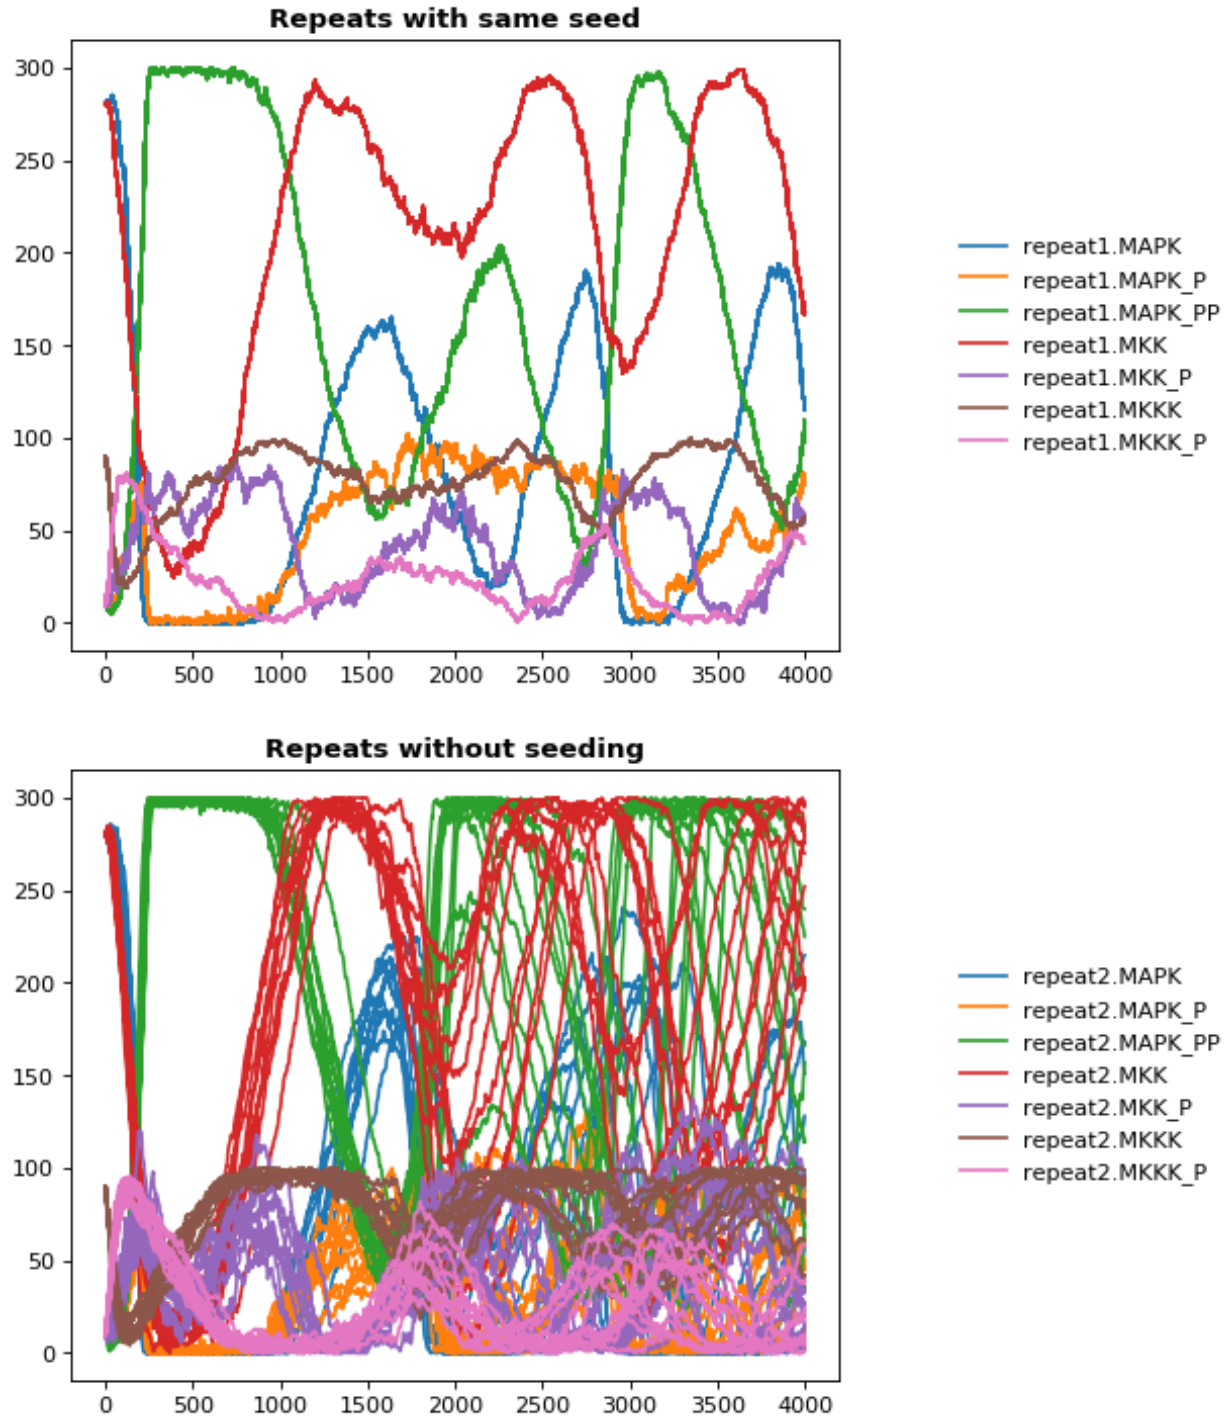 Repeats with same seed
300
250
200
150
100
50
0
0 500 1000 1500 2000 2500 3000 3500 4000
repeat1.MAPK
repeat1.MAPK_P
repeat1.MAPK_PP
repeat1.MKK
repeat1.MKK_P
repeat1.MKKK
repeat1.MKKK_P
Repeats without seeding
300
250
200
150
100
50
0
0 500 1000 1500 2000 2500 3000 3500 4000
repeat2.MAPK
repeat2.MAPK_P
repeat2.MAPK_PP
repeat2.MKK
repeat2.MKK_P
repeat2.MKKK
repeat2.MKKK_P